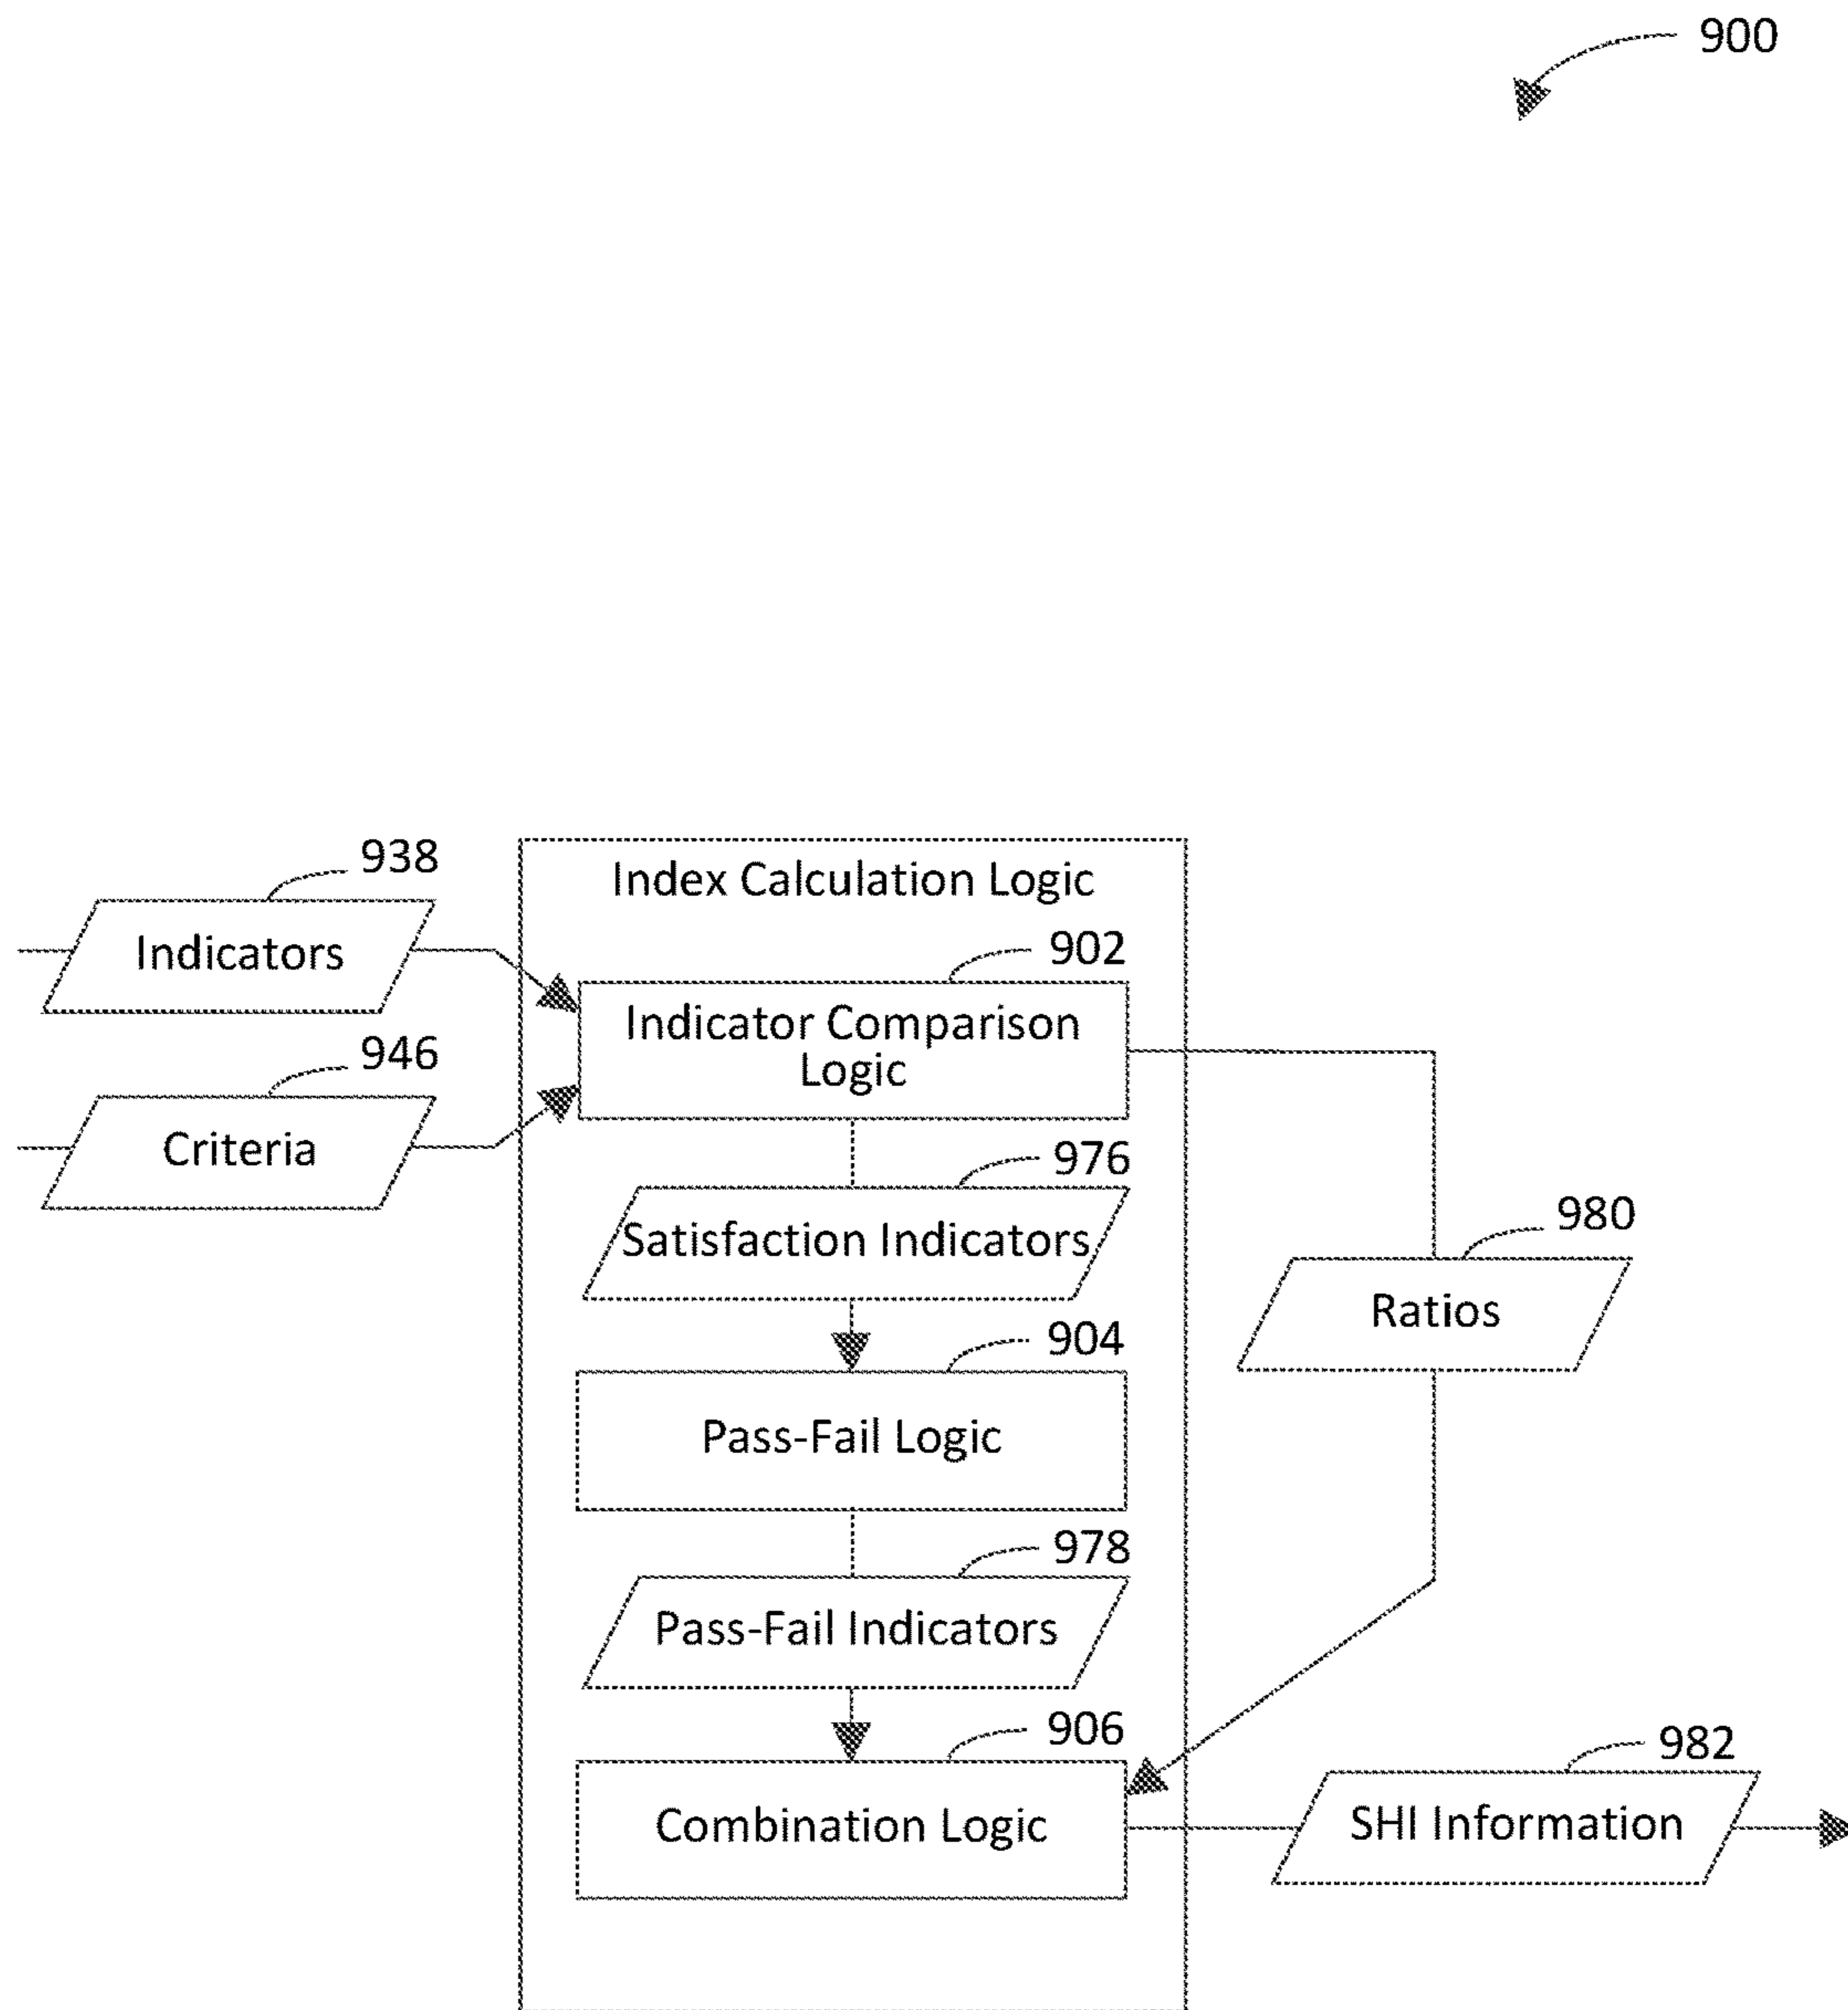 900
938
Indicators
946
Criteria
Index Calculation Logic
902
Indicator Comparison
Logic
976
Satisfaction Indicators
904
Pass-Fail Logic
978
Pass-Fail Indicators
906
Combination Logic
980
Ratios
982
SHI Information